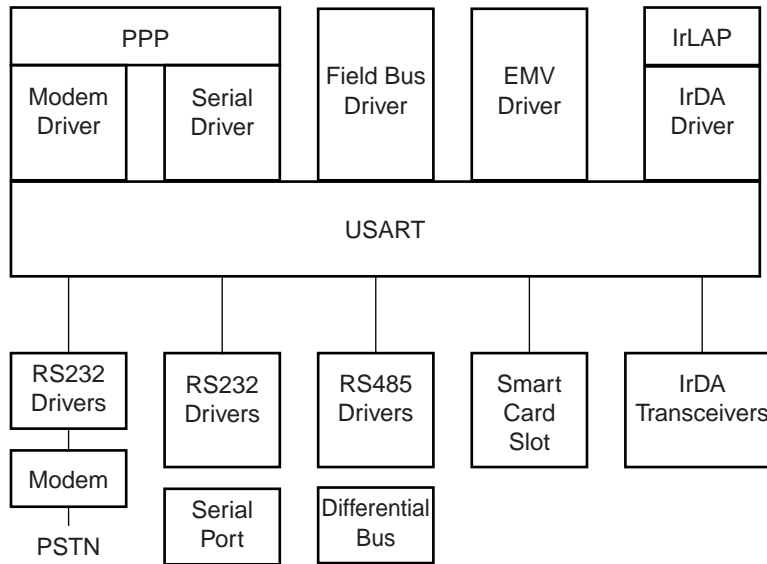 PPP
IrLAP
Modem
Driver
Serial
Driver
Field Bus
Driver
EMV
Driver
IrDA
Driver
USART
RS232
Drivers
RS232
Drivers
RS485
Drivers
Smart
Card
Slot
IrDA
Transceivers
Modem
Serial
Port
Differential
Bus
PSTN